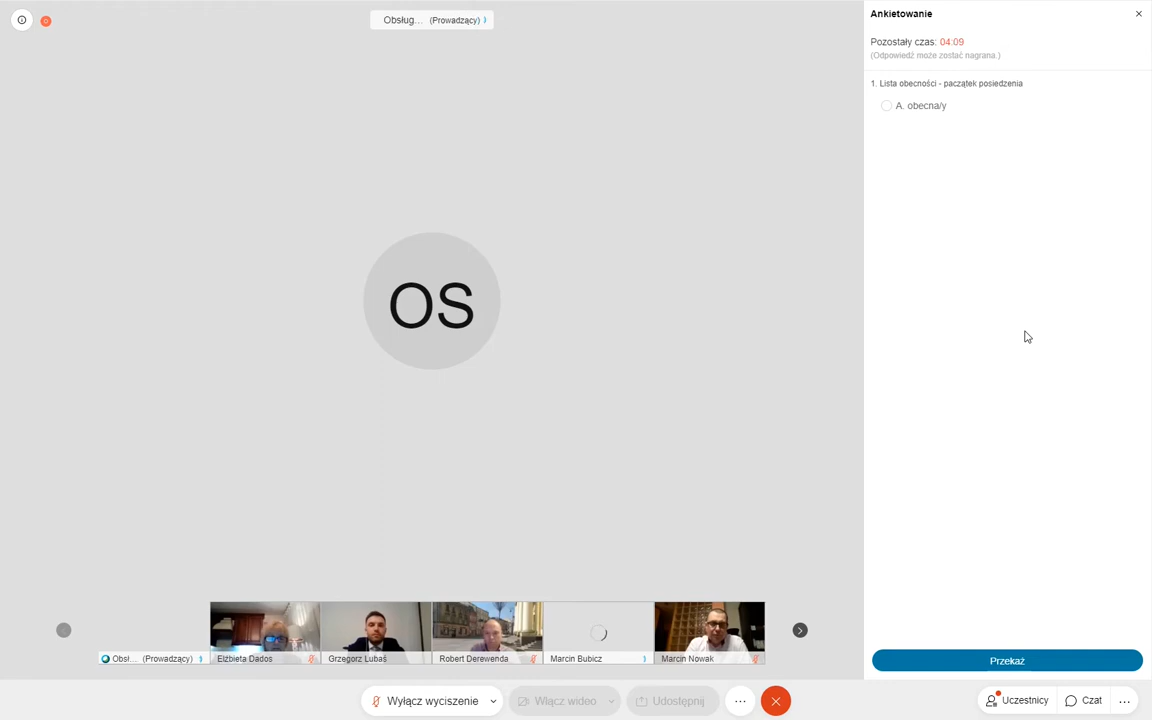 Obsług... (Prowadzący)
OS
Obsł... (Prowadzący)
Elżbieta Dados
Grzegorz Lubaś
Robert Derewenda
Marcin Bubicz
Marcin Nowak
Wyłącz wyciszenie
Włącz wideo
Udostępnij
Ankietowanie
Pozostały czas: 04:09
(Odpowiedź może zostać nagrana.)
1. Lista obecności - początek posiedzenia
A. obecna/y
Przekaż
Uczestnicy
Czat